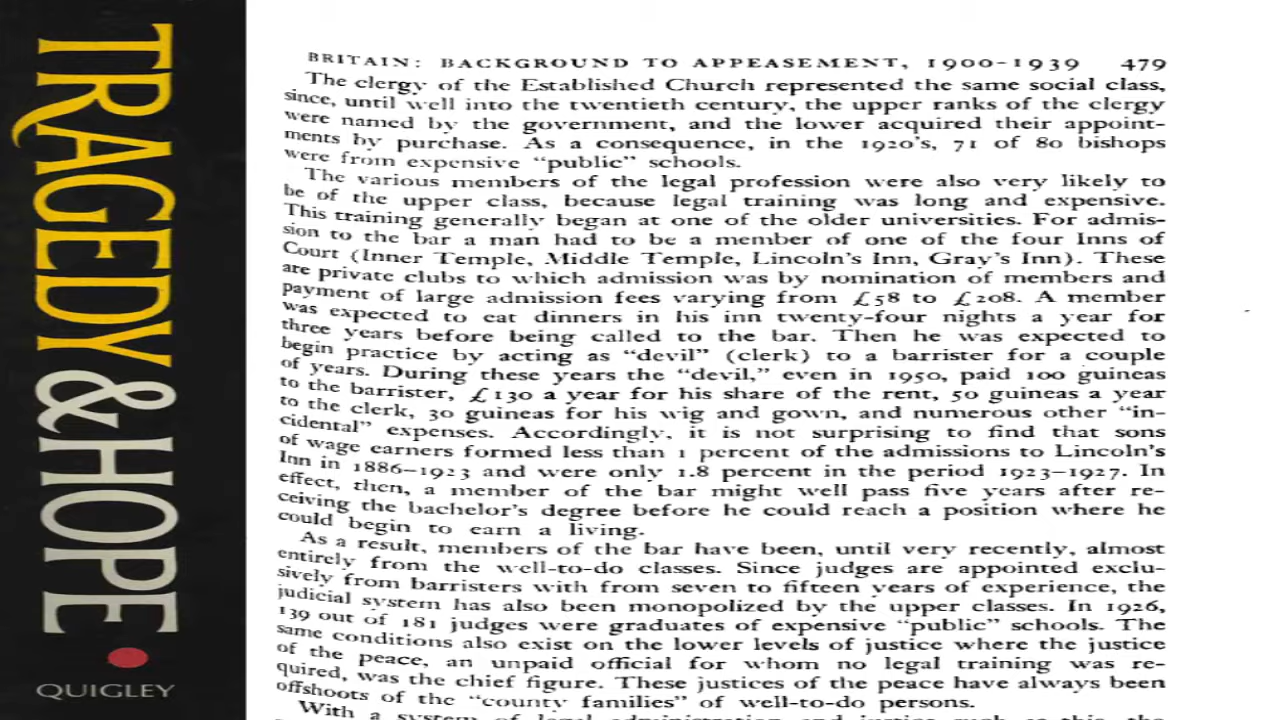 TRAGEDY & HOPE
QUIGLEY
BRITAIN: BACKGROUND TO APPEASEMENT, 1900–1939 479
The clergy of the Established Church represented the same social class,
since, until well into the twentieth century, the upper ranks of the clergy
were named by the government, and the lower acquired their appoint-
ments by purchase. As a consequence, in the 1920's, 71 of 80 bishops
were from expensive "public" schools.
The various members of the legal profession were also very likely to
be of the upper class, because legal training was long and expensive.
This training generally began at one of the older universities. For admis-
sion to the bar a man had to be a member of one of the four Inns of
Court (Inner Temple, Middle Temple, Lincoln's Inn, Gray's Inn). These
are private clubs to which admission was by nomination of members and
payment of large admission fees varying from £58 to £208. A member
was expected to eat dinners in his inn twenty-four nights a year for
three years before being called to the bar. Then he was expected to
begin practice by acting as "devil" (clerk) to a barrister for a couple
of years. During these years the "devil," even in 1950, paid 100 guineas
to the barrister, £130 a year for his share of the rent, 50 guineas a year
to the clerk, 30 guineas for his wig and gown, and numerous other "in-
cidental" expenses. Accordingly, it is not surprising to find that sons
of wage earners formed less than 1 percent of the admissions to Lincoln's
Inn in 1886–1923 and were only 1.8 percent in the period 1923–1927. In
effect, then, a member of the bar might well pass five years after re-
ceiving the bachelor's degree before he could reach a position where he
could begin to earn a living.
As a result, members of the bar have been, until very recently, almost
entirely from the well-to-do classes. Since judges are appointed exclu-
sively from barristers with from seven to fifteen years of experience, the
judicial system has also been monopolized by the upper classes. In 1926,
139 out of 181 judges were graduates of expensive "public" schools. The
same conditions also exist on the lower levels of justice where the justice
of the peace, an unpaid official for whom no legal training was re-
quired, was the chief figure. These justices of the peace have always been
offshoots of the "county families" of well-to-do persons.
With a system of legal administration and justice such as this, the